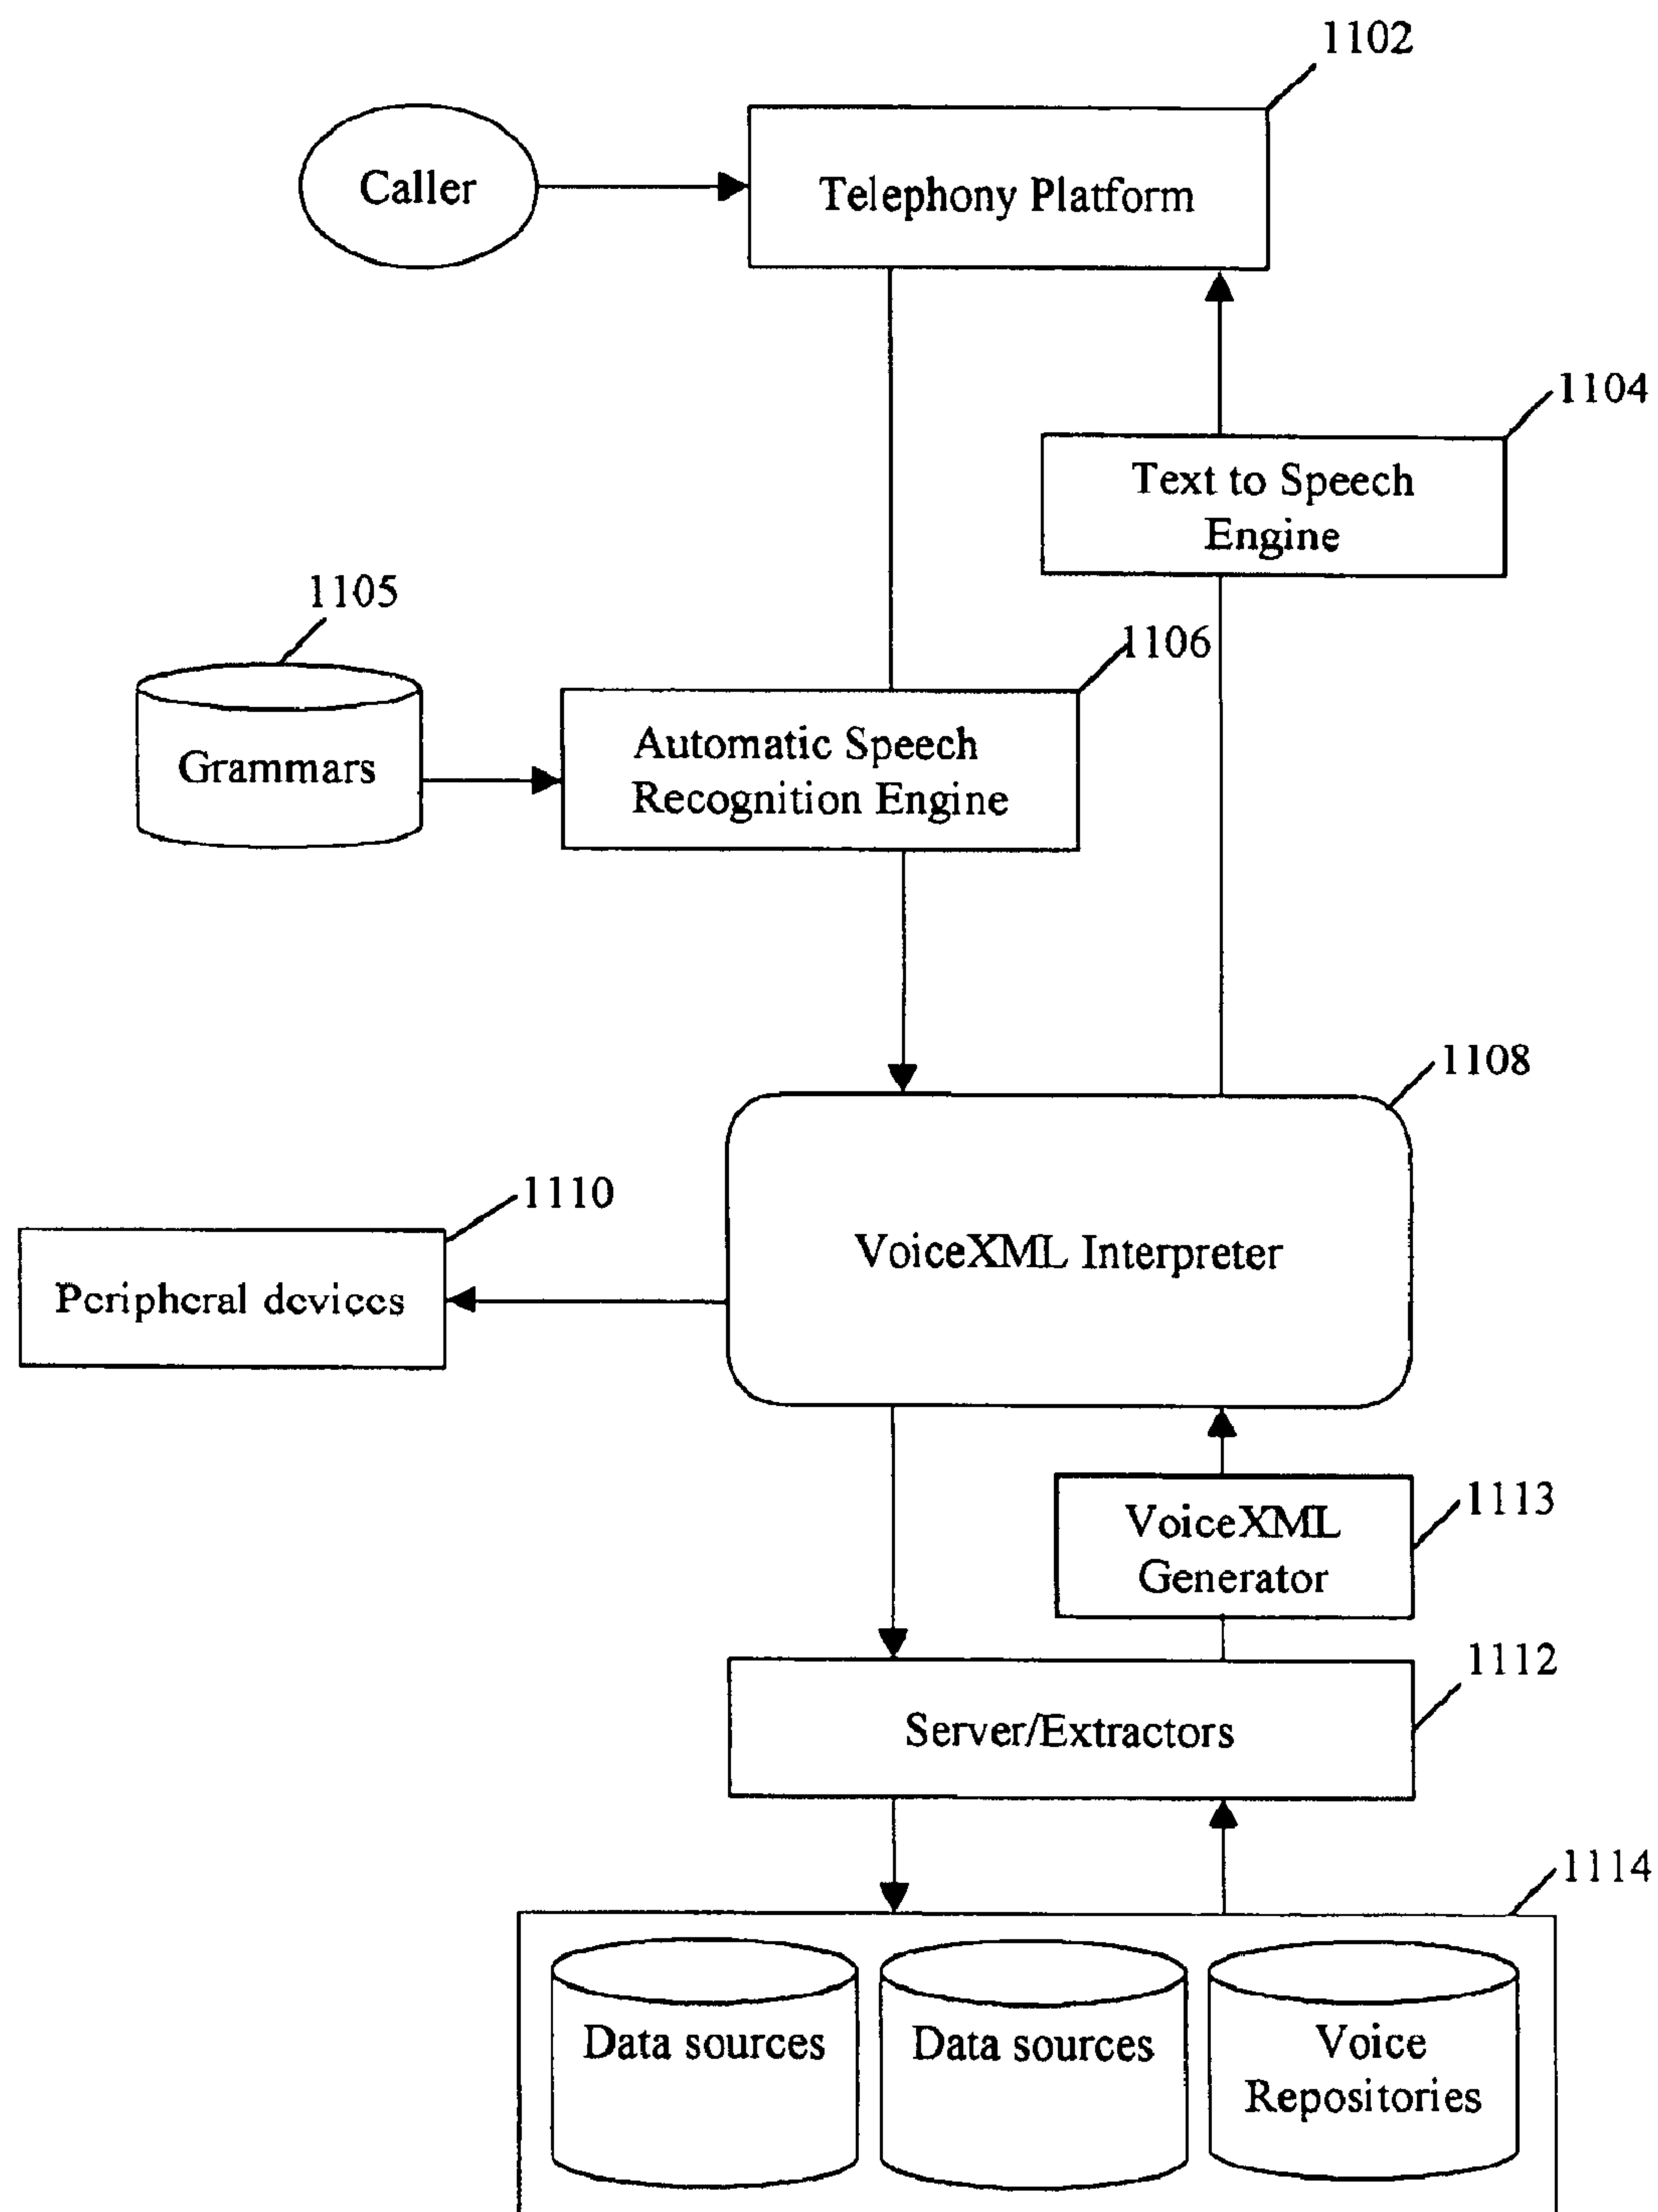 1102
Caller
Telephony Platform
1104
Text to Speech
Engine
1105
1106
Grammars
Automatic Speech
Recognition Engine
1108
1110
VoiceXML Interpreter
Peripheral devices
1113
VoiceXML
Generator
1112
Server/Extractors
1114
Data sources
Data sources
Voice
Repositories